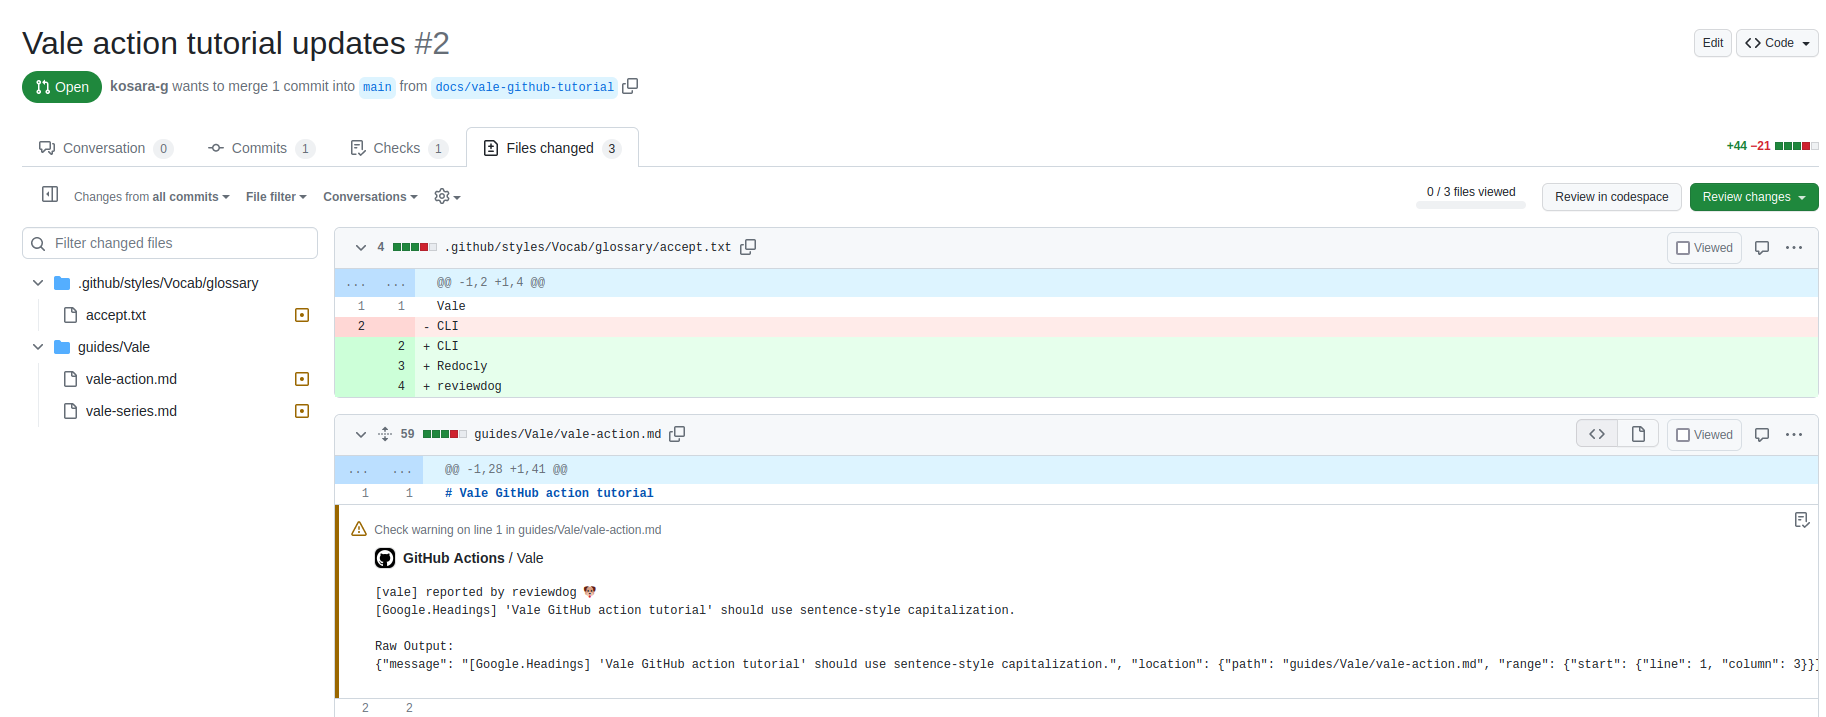 Vale action tutorial updates #2
Edit
Code
Open
kosara-g wants to merge 1 commit into main from docs/vale-github-tutorial
Conversation 0
Commits 1
Checks 1
Files changed 3
+44 −21
Changes from all commits
File filter
Conversations
0 / 3 files viewed
Review in codespace
Review changes
Filter changed files
.github/styles/Vocab/glossary
accept.txt
guides/Vale
vale-action.md
vale-series.md
4 .github/styles/Vocab/glossary/accept.txt
Viewed
... ... @@ -1,2 +1,4 @@
1 1 Vale
2 - CLI
2 + CLI
3 + Redocly
4 + reviewdog
59 guides/Vale/vale-action.md
Viewed
... ... @@ -1,28 +1,41 @@
1 1 # Vale GitHub action tutorial
Check warning on line 1 in guides/Vale/vale-action.md
GitHub Actions / Vale
[vale] reported by reviewdog 🐶
[Google.Headings] 'Vale GitHub action tutorial' should use sentence-style capitalization.
Raw Output:
{"message": "[Google.Headings] 'Vale GitHub action tutorial' should use sentence-style capitalization.", "location": {"path": "guides/Vale/vale-action.md", "range": {"start": {"line": 1, "column": 3}}}
2 2